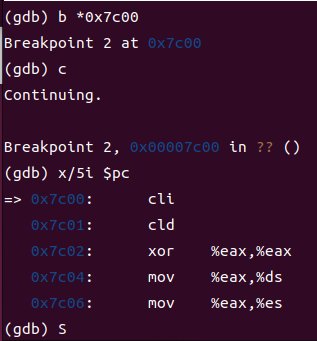 (gdb) b *0x7c00
Breakpoint 2 at 0x7c00
(gdb) c
Continuing.

Breakpoint 2, 0x00007c00 in ?? ()
(gdb) x/5i $pc
=> 0x7c00:      cli
   0x7c01:      cld
   0x7c02:      xor    %eax,%eax
   0x7c04:      mov    %eax,%ds
   0x7c06:      mov    %eax,%es
(gdb) S